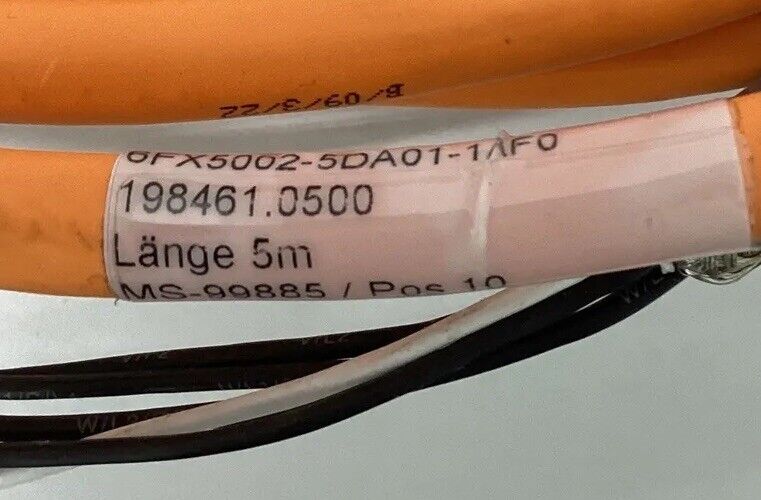 B/09/3/22
6FX5002-5DA01-1AF0
198461.0500
Länge 5m
MS-99885 / Pos 10